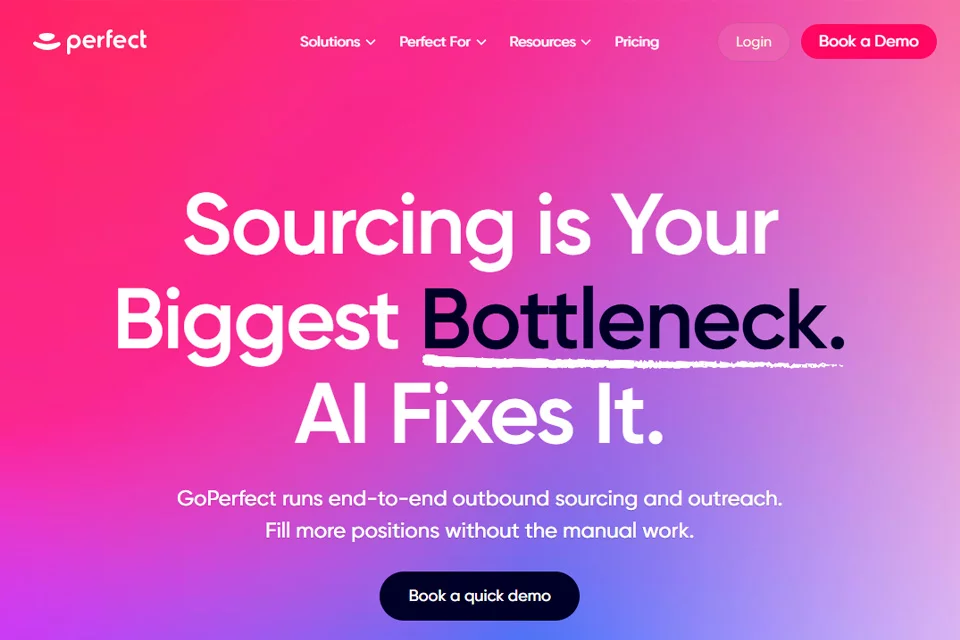 perfect
Solutions
Perfect For
Resources
Pricing
Login
Book a Demo
Sourcing is Your
Biggest Bottleneck.
AI Fixes It.
GoPerfect runs end-to-end outbound sourcing and outreach.
Fill more positions without the manual work.
Book a quick demo